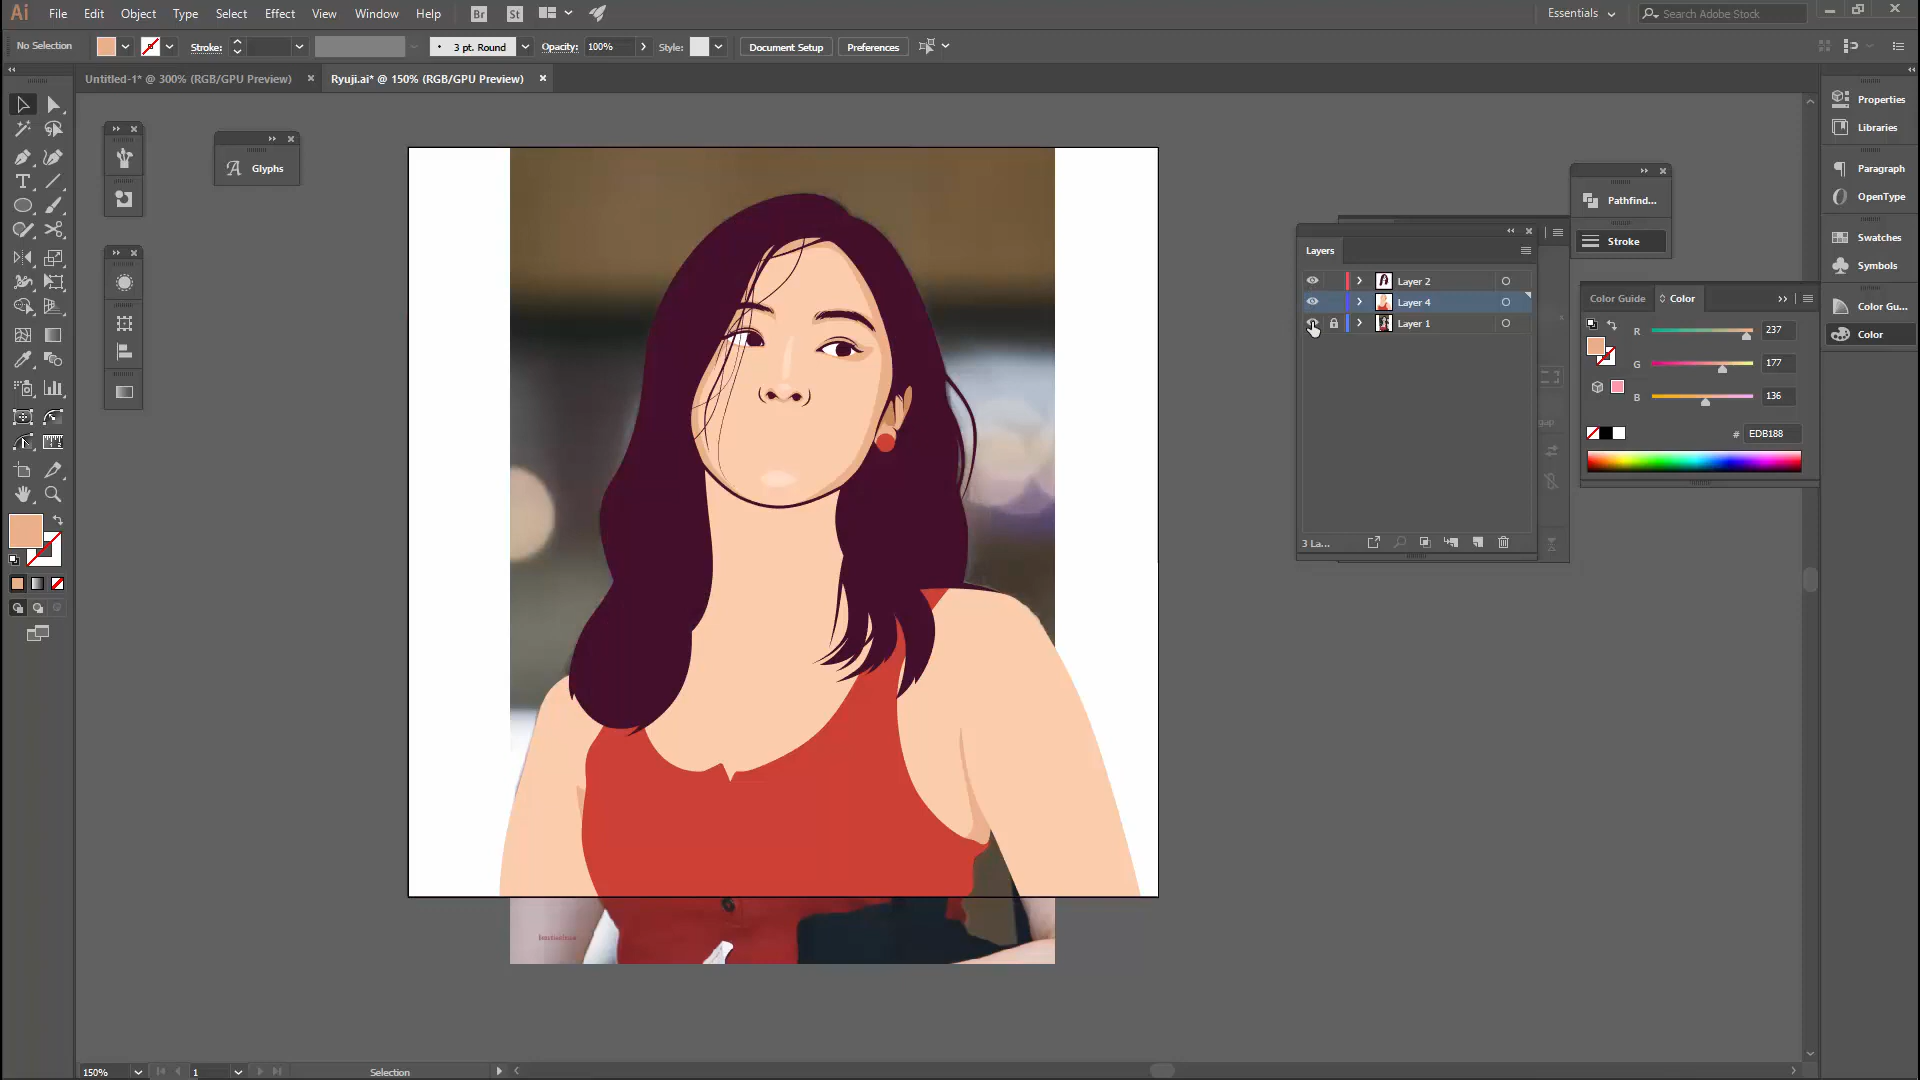 Ai File Edit Object Type Select Effect View Window Help Br St Essentials Search Adobe Stock
No Selection Stroke: 3 pt. Round Opacity: 100% Style: Document Setup Preferences
Untitled-1* @ 300% (RGB/GPU Preview) Ryuji.ai* @ 150% (RGB/GPU Preview)
Properties
Libraries
Glyphs
Paragraph
Pathfind...
OpenType
Stroke
Swatches
Layers
Symbols
Layer 2
Layer 4
Layer 1
Color Guide Color
Color Gu...
R 237
Color
G 177
B 136
# EDB188
3 La...
150% 1 Selection